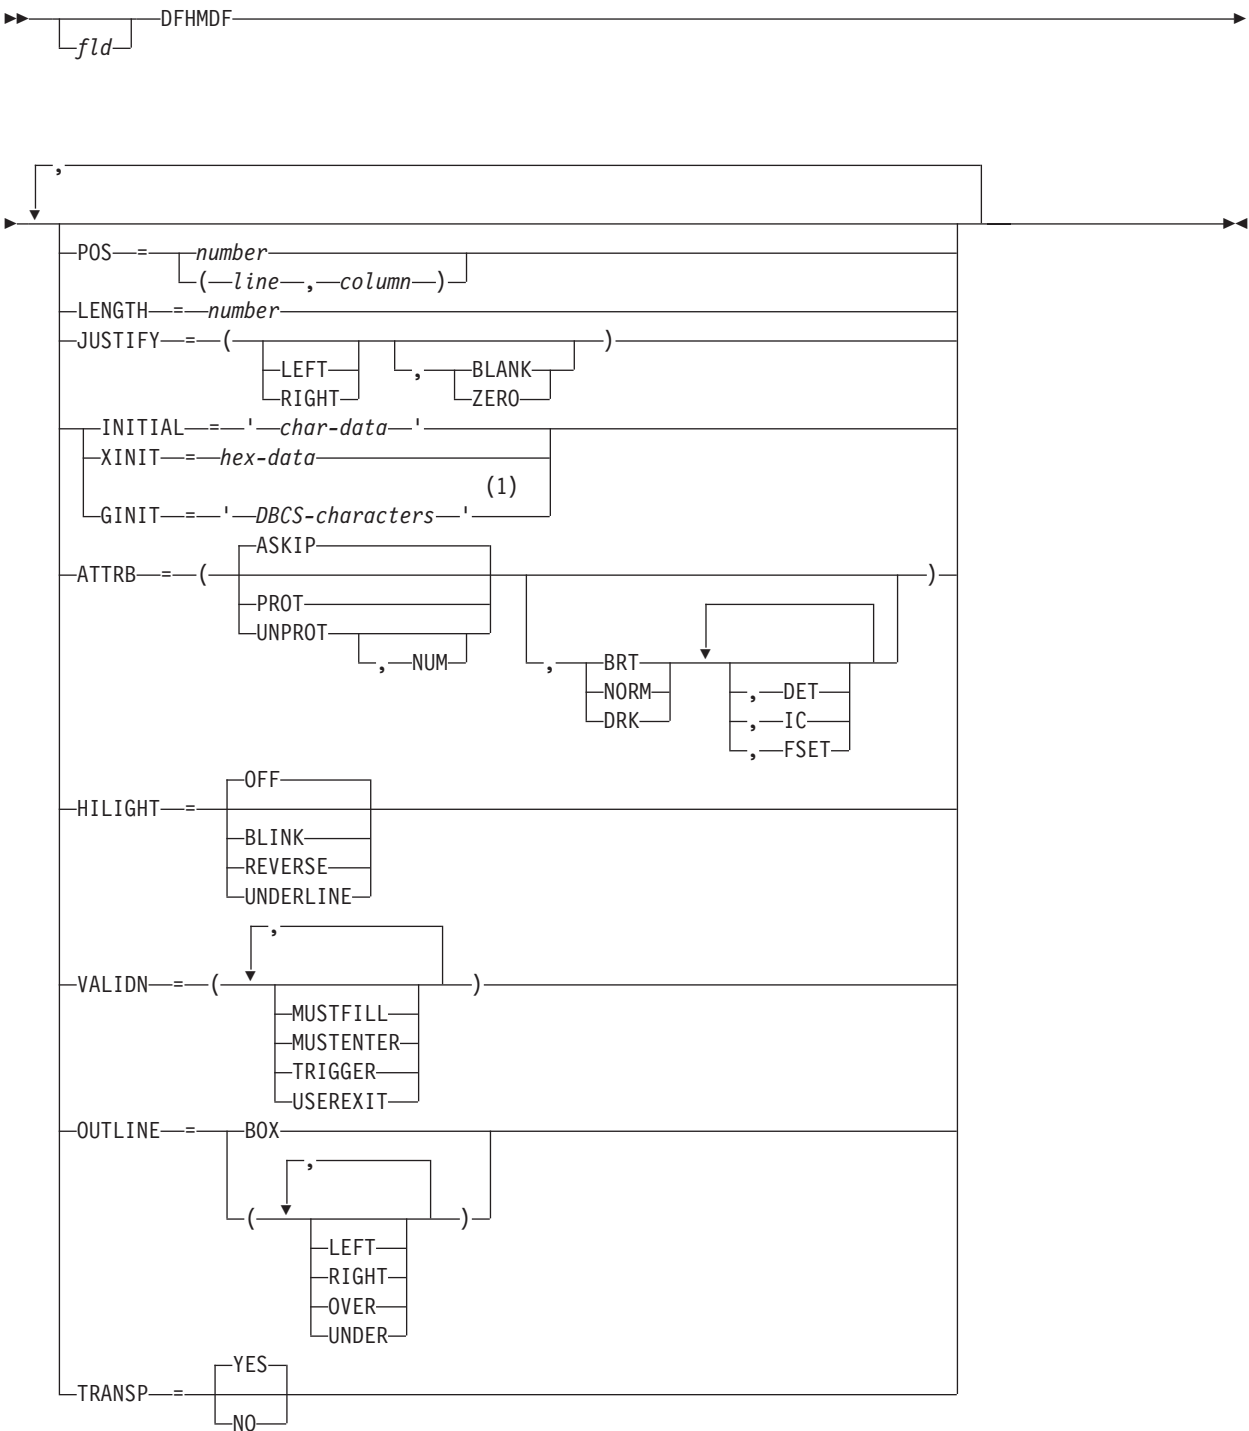 DFHMDF
fld
,
POS = number
( line , column )
LENGTH = number
JUSTIFY = ( )
LEFT , BLANK
RIGHT ZERO
INITIAL = ' char-data '
XINIT = hex-data
(1)
GINIT = ' DBCS-characters '
ASKIP
ATTRB = ( )
PROT
UNPROT
, NUM , BRT
NORM , DET
DRK , IC
, FSET
OFF
HILIGHT =
BLINK
REVERSE
UNDERLINE
,
VALIDN = ( )
MUSTFILL
MUSTENTER
TRIGGER
USEREXIT
OUTLINE = BOX
,
( )
LEFT
RIGHT
OVER
UNDER
YES
TRANSP =
NO